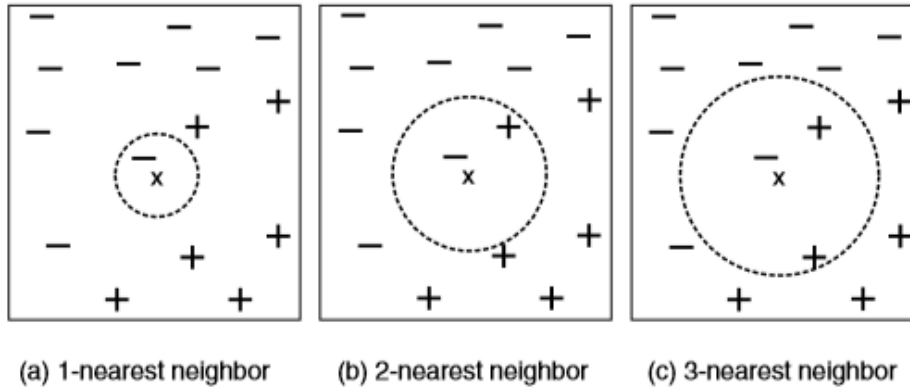 x
x
x
(a) 1-nearest neighbor
(b) 2-nearest neighbor
(c) 3-nearest neighbor